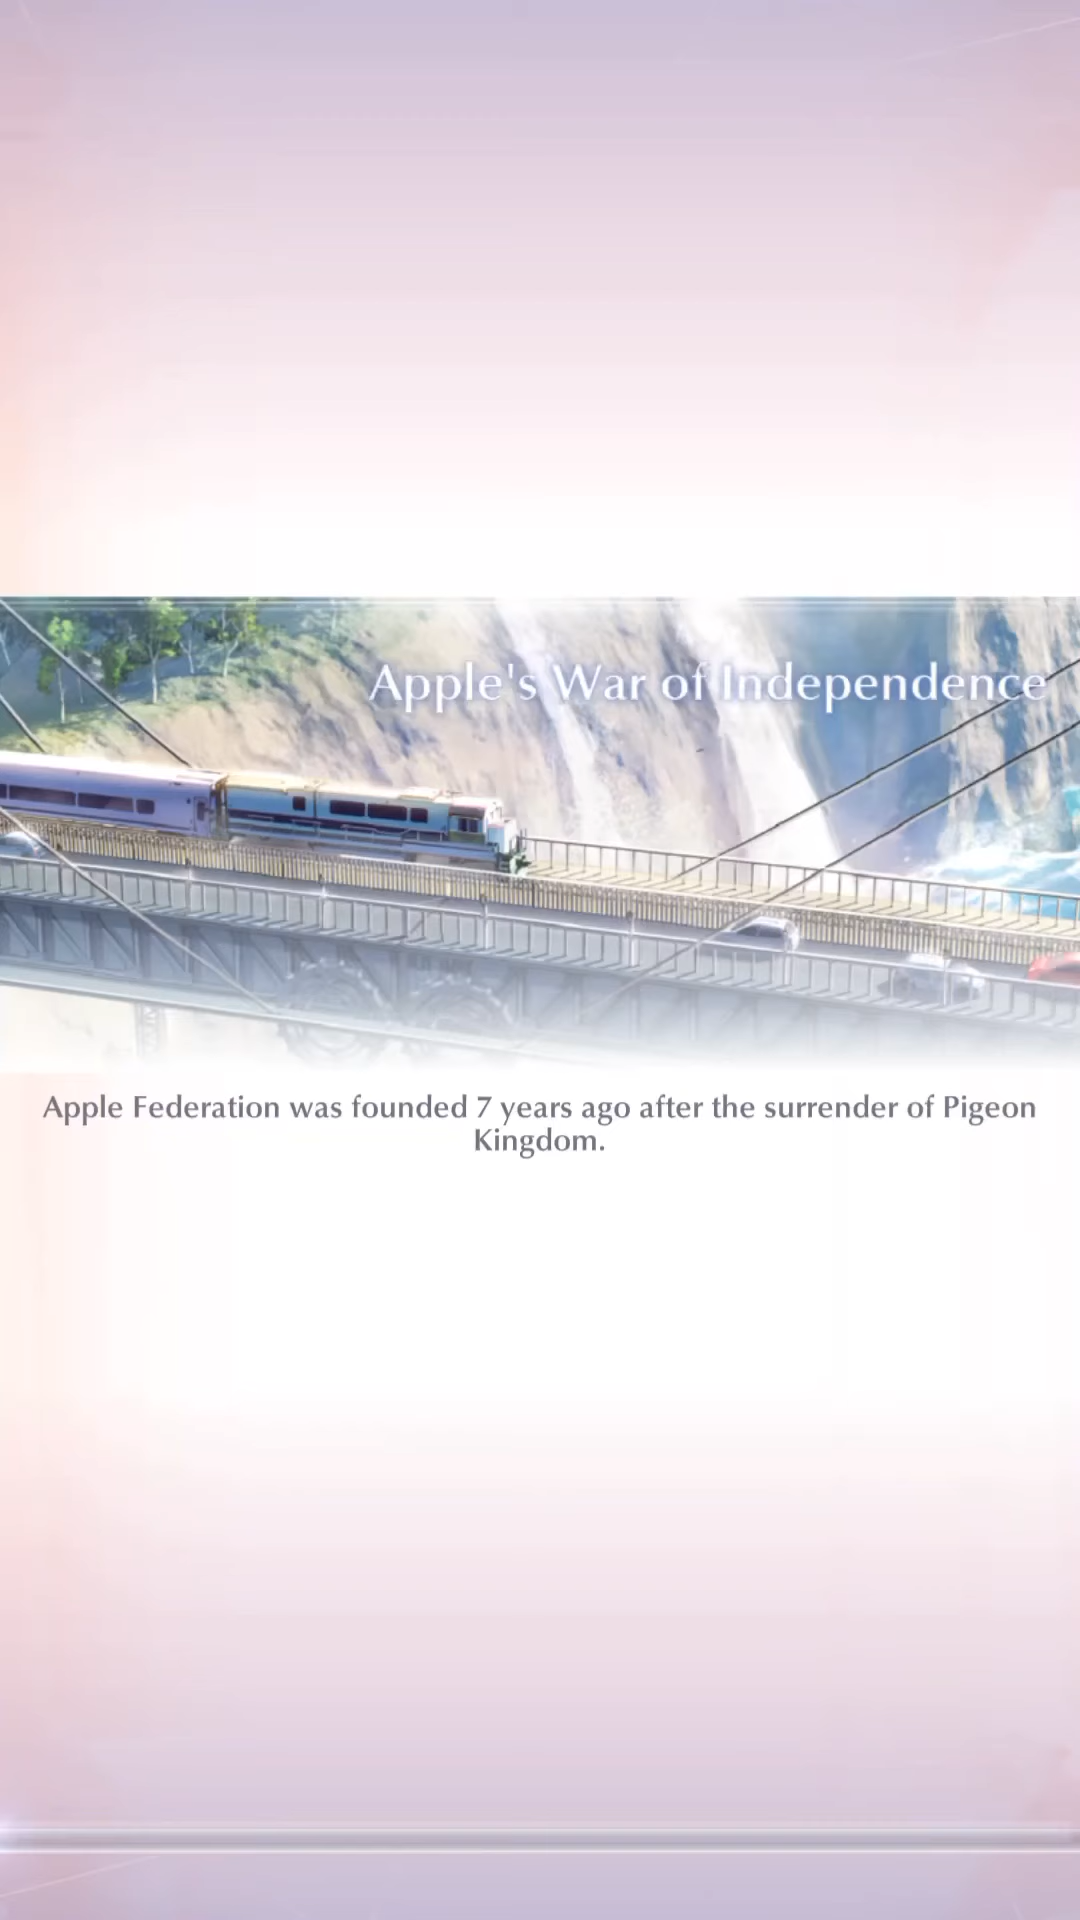 Apple's War of Independence
Apple Federation was founded 7 years ago after the surrender of Pigeon
Kingdom.